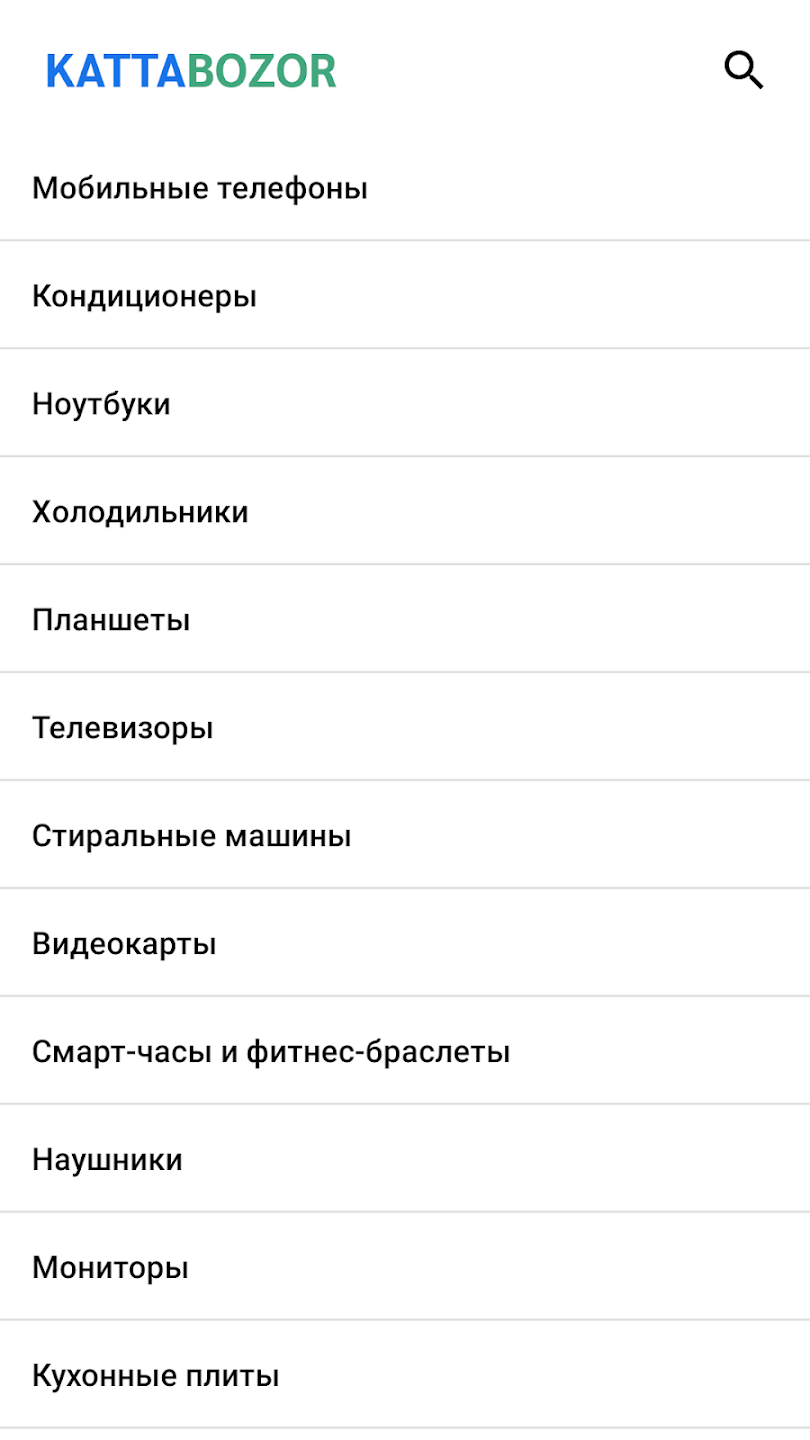 KATTABOZOR
Мобильные телефоны
Кондиционеры
Ноутбуки
Холодильники
Планшеты
Телевизоры
Стиральные машины
Видеокарты
Смарт-часы и фитнес-браслеты
Наушники
Мониторы
Кухонные плиты